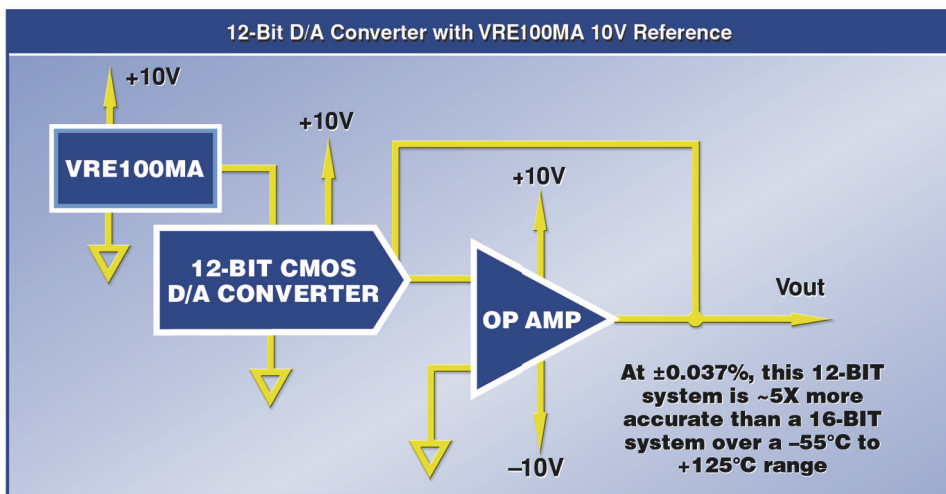 12-Bit D/A Converter with VRE100MA 10V Reference
+10V
VRE100MA
+10V
12-BIT CMOS
D/A CONVERTER
+10V
OP AMP
–10V
Vout
At ±0.037%, this 12-BIT
system is ~5X more
accurate than a 16-BIT
system over a –55°C to
+125°C range